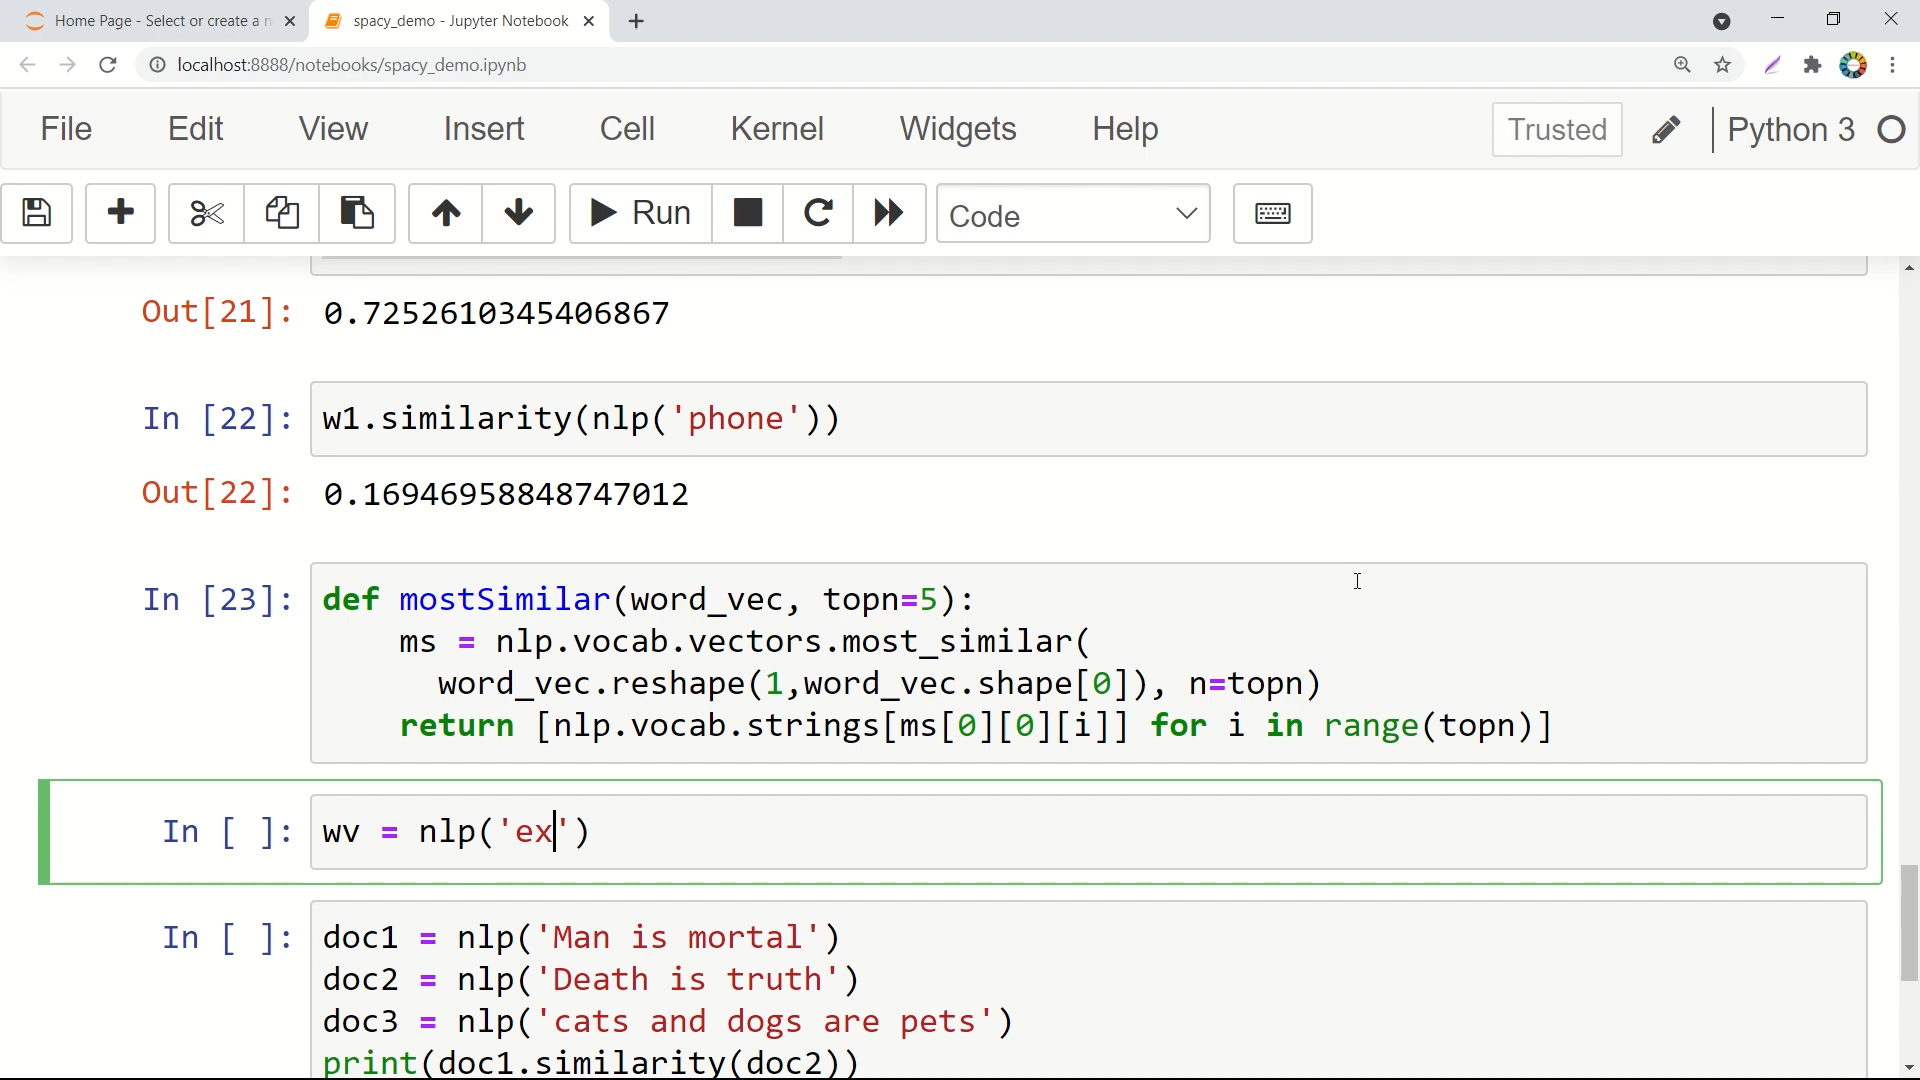 Home Page - Select or create a n
spacy_demo - Jupyter Notebook
localhost:8888/notebooks/spacy_demo.ipynb
File Edit View Insert Cell Kernel Widgets Help Trusted Python 3
Run Code
Out[21]: 0.7252610345406867
In [22]: w1.similarity(nlp('phone'))
Out[22]: 0.16946958848747012
In [23]: def mostSimilar(word_vec, topn=5):
    ms = nlp.vocab.vectors.most_similar(
      word_vec.reshape(1,word_vec.shape[0]), n=topn)
    return [nlp.vocab.strings[ms[0][0][i]] for i in range(topn)]
In [ ]: wv = nlp('ex')
In [ ]: doc1 = nlp('Man is mortal')
doc2 = nlp('Death is truth')
doc3 = nlp('cats and dogs are pets')
print(doc1.similarity(doc2))